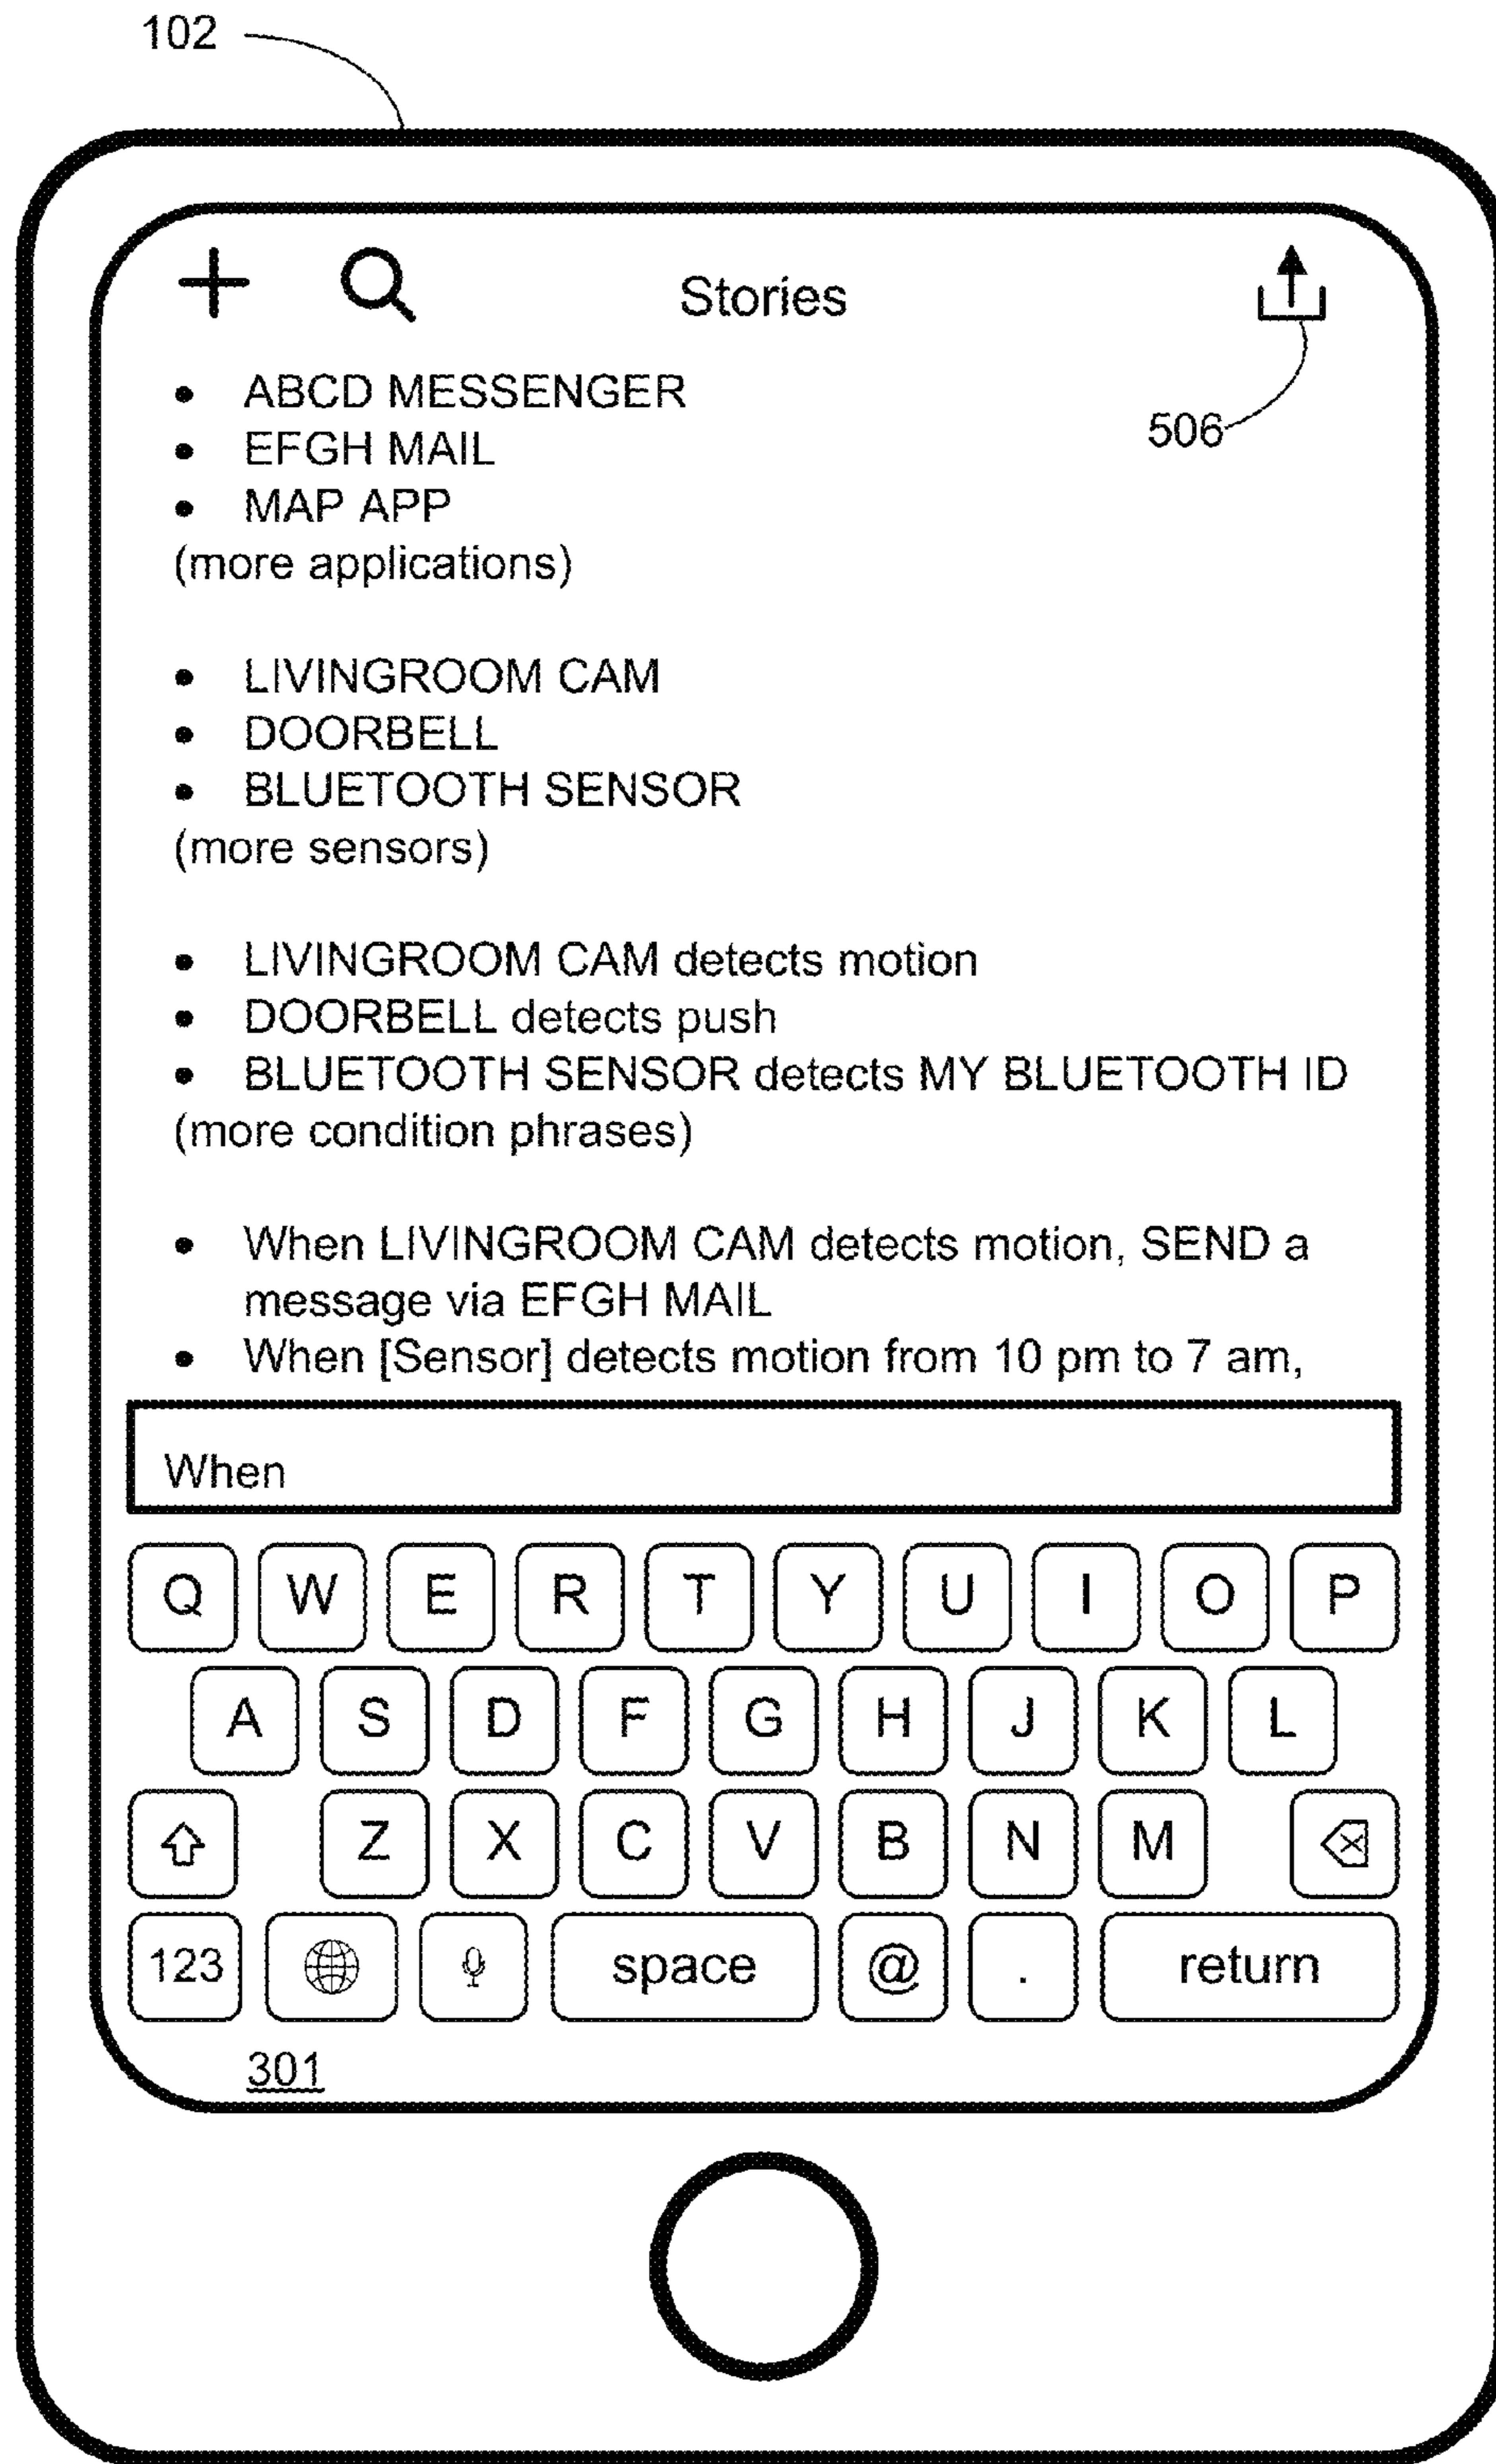 102
Stories
506
• ABCD MESSENGER
• EFGH MAIL
• MAP APP
(more applications)
• LIVINGROOM CAM
• DOORBELL
• BLUETOOTH SENSOR
(more sensors)
• LIVINGROOM CAM detects motion
• DOORBELL detects push
• BLUETOOTH SENSOR detects MY BLUETOOTH ID
(more condition phrases)
• When LIVINGROOM CAM detects motion, SEND a
message via EFGH MAIL
• When [Sensor] detects motion from 10 pm to 7 am,
When
Q W E R T Y U I O P
A S D F G H J K L
Z X C V B N M
123 space @ . return
301